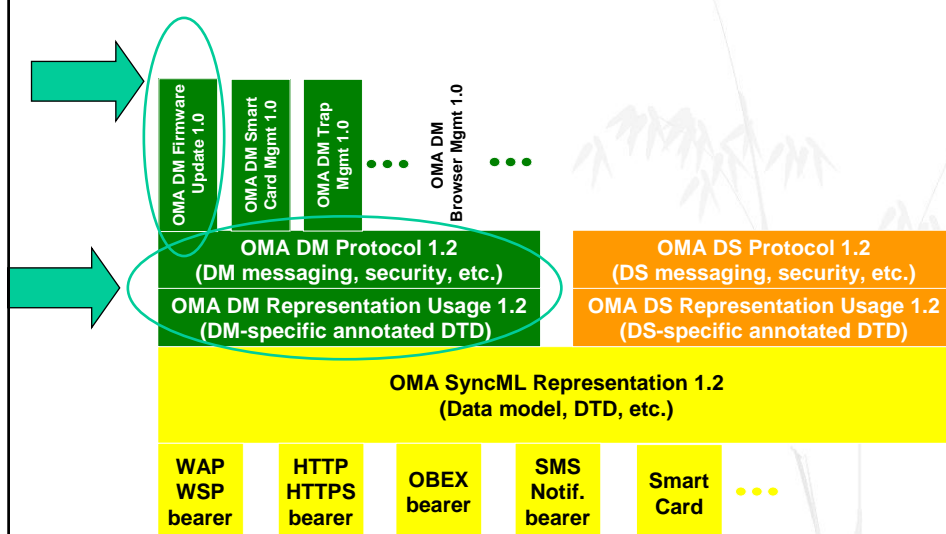 OMA DM Firmware
Update 1.0
OMA DM Smart
Card Mgmt 1.0
OMA DM Trap
Mgmt 1.0
OMA DM
Browser Mgmt 1.0
OMA DM Protocol 1.2
(DM messaging, security, etc.)
OMA DM Representation Usage 1.2
(DM-specific annotated DTD)
OMA DS Protocol 1.2
(DS messaging, security, etc.)
OMA DS Representation Usage 1.2
(DS-specific annotated DTD)
OMA SyncML Representation 1.2
(Data model, DTD, etc.)
WAP
WSP
bearer
HTTP
HTTPS
bearer
OBEX
bearer
SMS
Notif.
bearer
Smart
Card